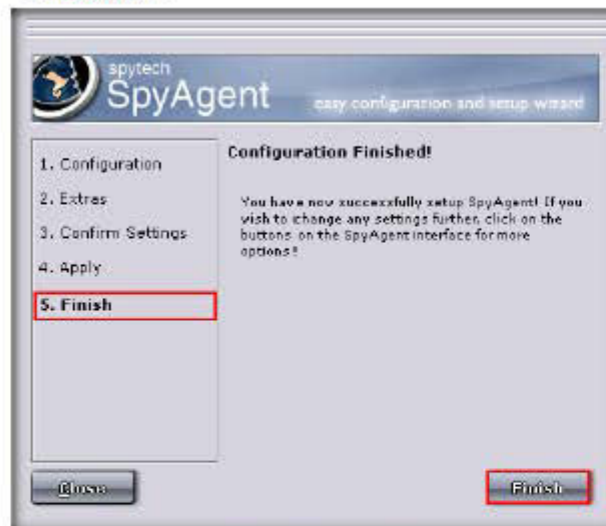 spytech
SpyAgent
easy configuration and setup wizard
1. Configuration
2. Extras
3. Confirm Settings
4. Apply
5. Finish
Configuration Finished!
You have now successfully setup SpyAgent! If you
wish to change any settings further, click on the
buttons on the SpyAgent interface for more
options!
Close
Finish